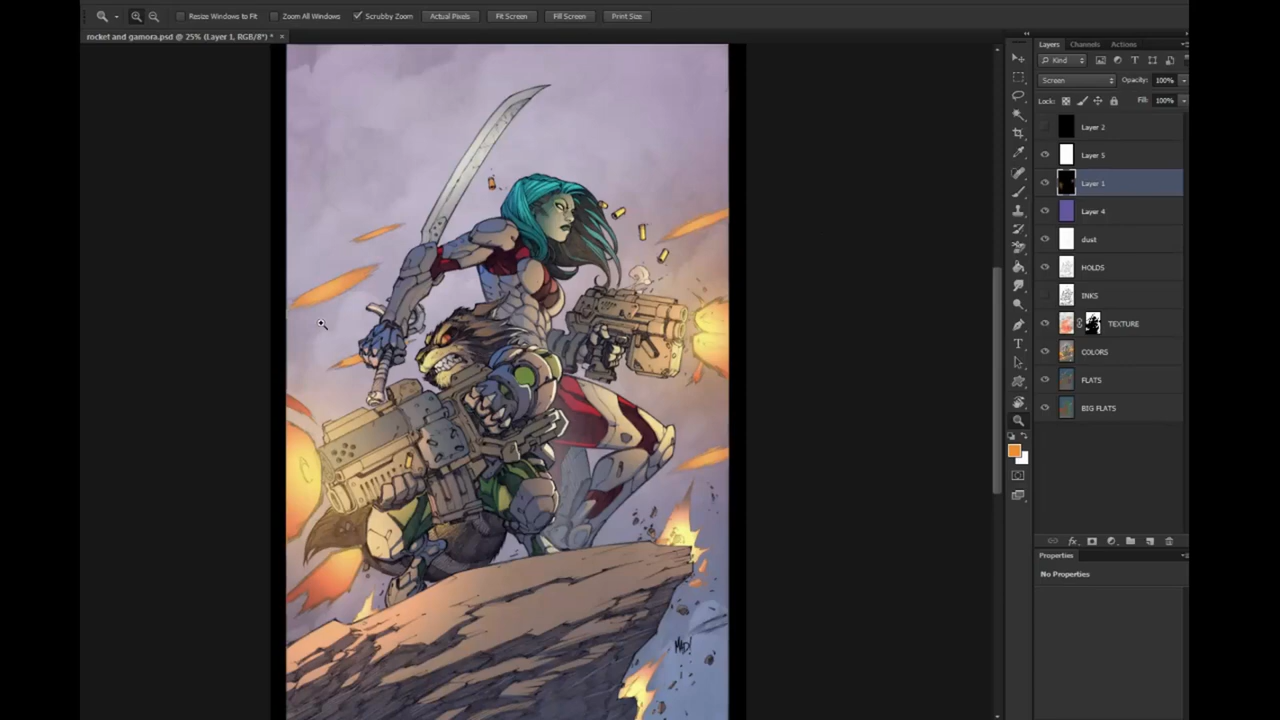 Resize Windows to Fit Zoom All Windows Scrubby Zoom Actual Pixels Fit Screen Fill Screen Print Size
rocket and gamora.psd @ 25% (Layer 1, RGB/8*) * ×
Layers Channels Actions
Kind
Screen Opacity: 100%
Lock: Fill: 100%
Layer 2
Layer 5
Layer 1
Layer 4
dust
HOLDS
INKS
TEXTURE
COLORS
FLATS
BIG FLATS
Properties
No Properties
MAD!